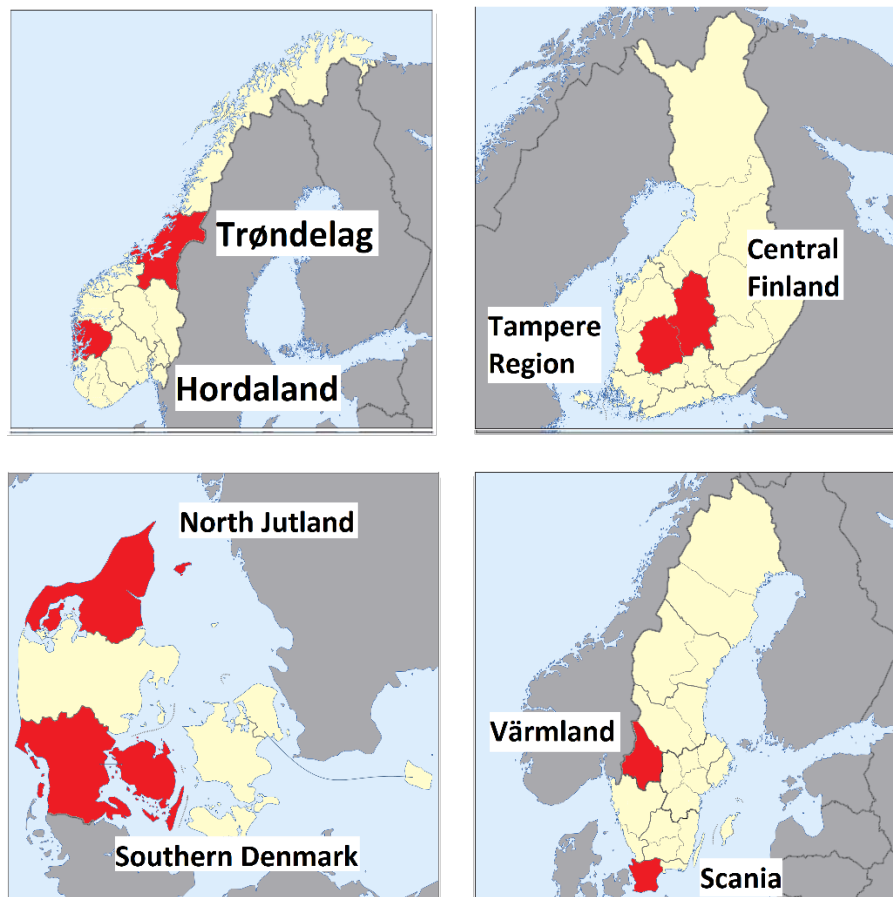 Trøndelag
Hordaland
Central
Finland
Tampere
Region
North Jutland
Southern Denmark
Värmland
Scania